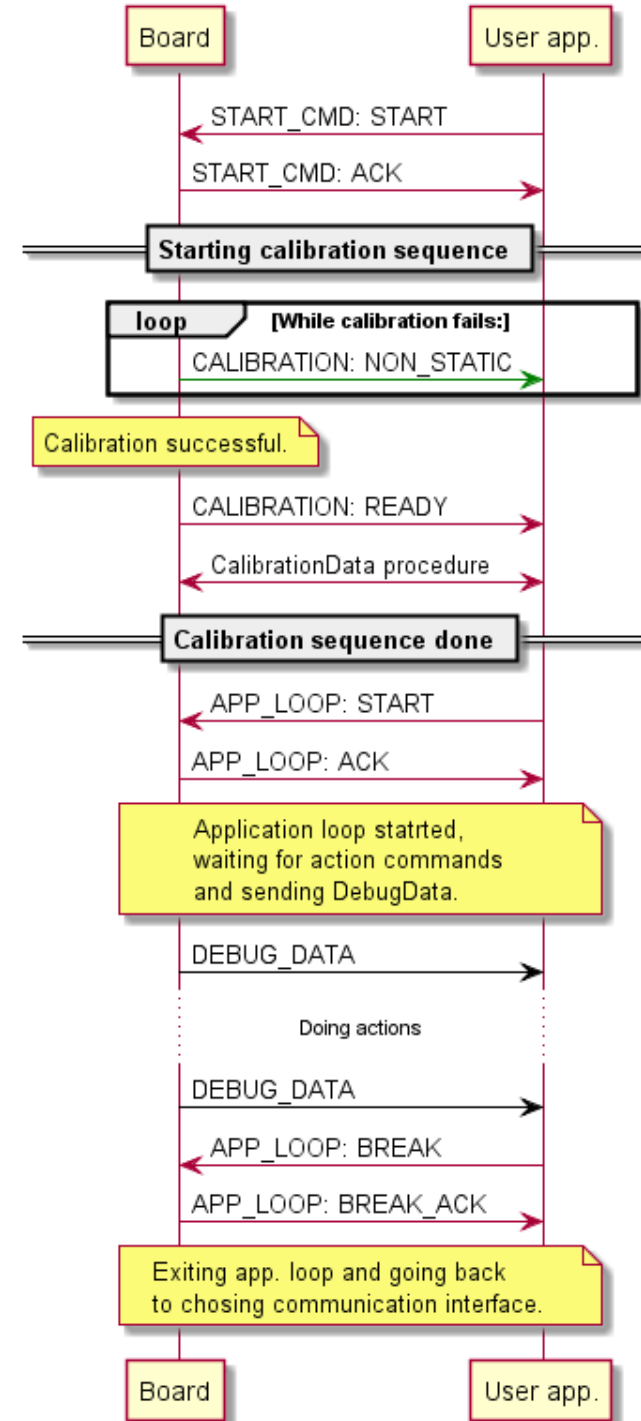 Board
User app.
START_CMD: START
START_CMD: ACK
Starting calibration sequence
loop
[While calibration fails:]
CALIBRATION: NON_STATIC
Calibration successful.
CALIBRATION: READY
CalibrationData procedure
Calibration sequence done
APP_LOOP: START
APP_LOOP: ACK
Application loop statrted,
waiting for action commands
and sending DebugData.
DEBUG_DATA
Doing actions
DEBUG_DATA
APP_LOOP: BREAK
APP_LOOP: BREAK_ACK
Exiting app. loop and going back
to chosing communication interface.
Board
User app.